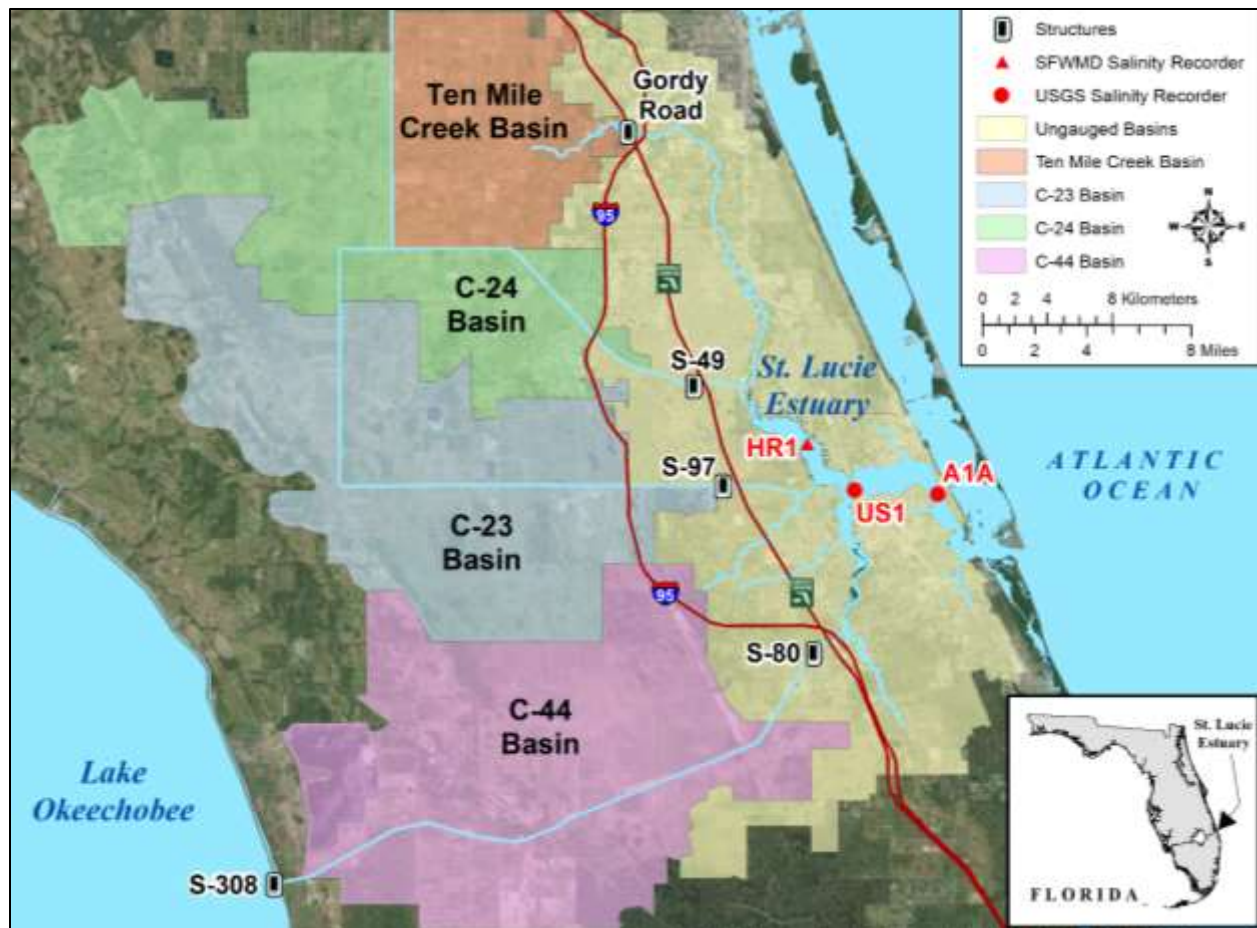 Structures
SFWMD Salinity Recorder
USGS Salinity Recorder
Ungauged Basins
Ten Mile Creek Basin
C-23 Basin
C-24 Basin
C-44 Basin
N
W
E
S
0 2 4 8 Kilometers
0 2 4 8 Miles
Gordy
Road
Ten Mile
Creek Basin
95
C-24
Basin
S-49
St. Lucie
Estuary
HR1
S-97
A1A
US1
ATLANTIC
OCEAN
C-23
Basin
95
S-80
C-44
Basin
Lake
Okeechobee
S-308
St. Lucie
Estuary
FLORIDA